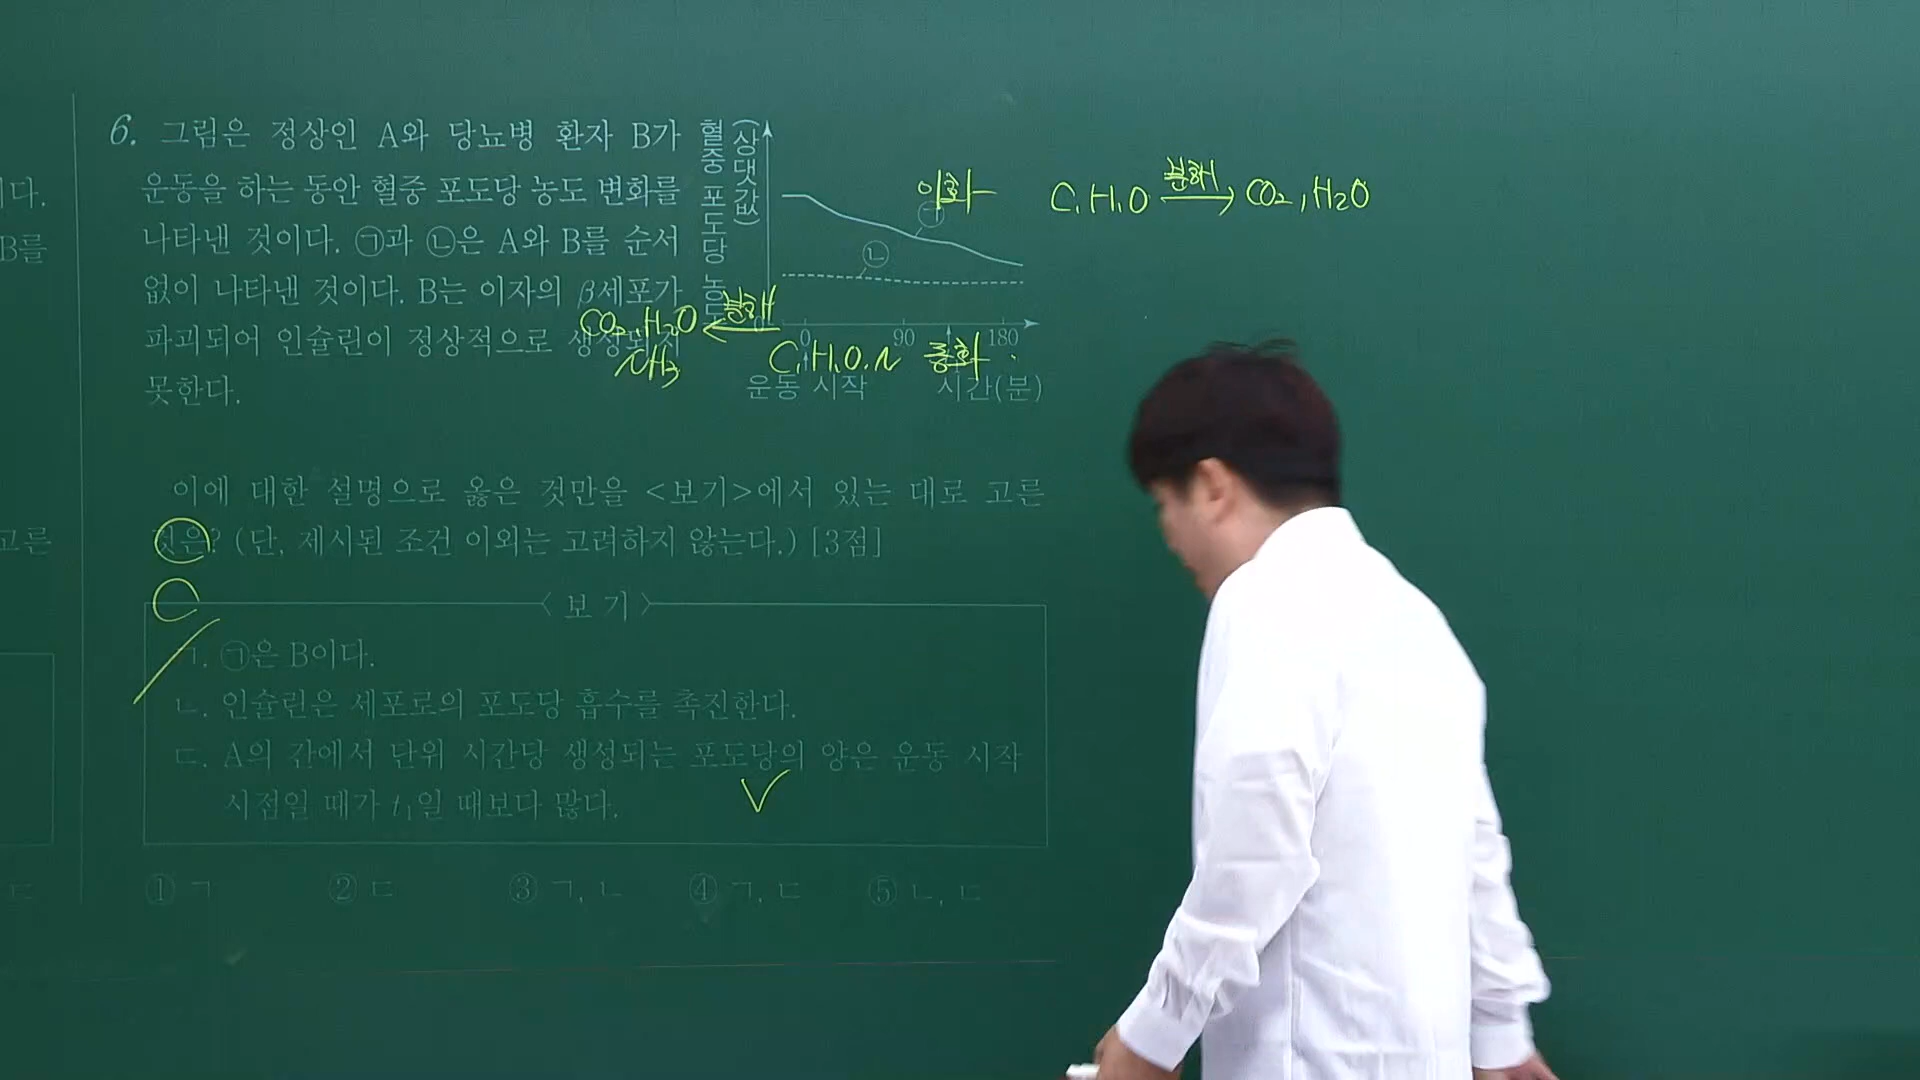 6. 그림은 정상인 A와 당뇨병 환자 B가
운동을 하는 동안 혈중 포도당 농도 변화를
나타낸 것이다. ㉠과 ㉡은 A와 B를 순서
없이 나타낸 것이다. B는 이자의 β세포가
파괴되어 인슐린이 정상적으로
못한다.
혈중 포도당
(상댓값)
㉠
㉡
0
90
180
운동 시작
시간(분)
C, H, O 분해 → CO2, H2O
CO2, H2O ← 분해
NH3
C, H, O, N
이에 대한 설명으로 옳은 것만을 <보기>에서 있는 대로 고른
것은? (단, 제시된 조건 이외는 고려하지 않는다.) [3점]
<보 기>
ㄱ. ㉠은 B이다.
ㄴ. 인슐린은 세포로의 포도당 흡수를 촉진한다.
ㄷ. A의 간에서 단위 시간당 생성되는 포도당의 양은 운동 시작
시점일 때가 t₁일 때보다 많다.
① ㄱ ② ㄷ ③ ㄱ, ㄴ ④ ㄱ, ㄷ ⑤ ㄴ, ㄷ
이다.
B를
고른
ㄷ